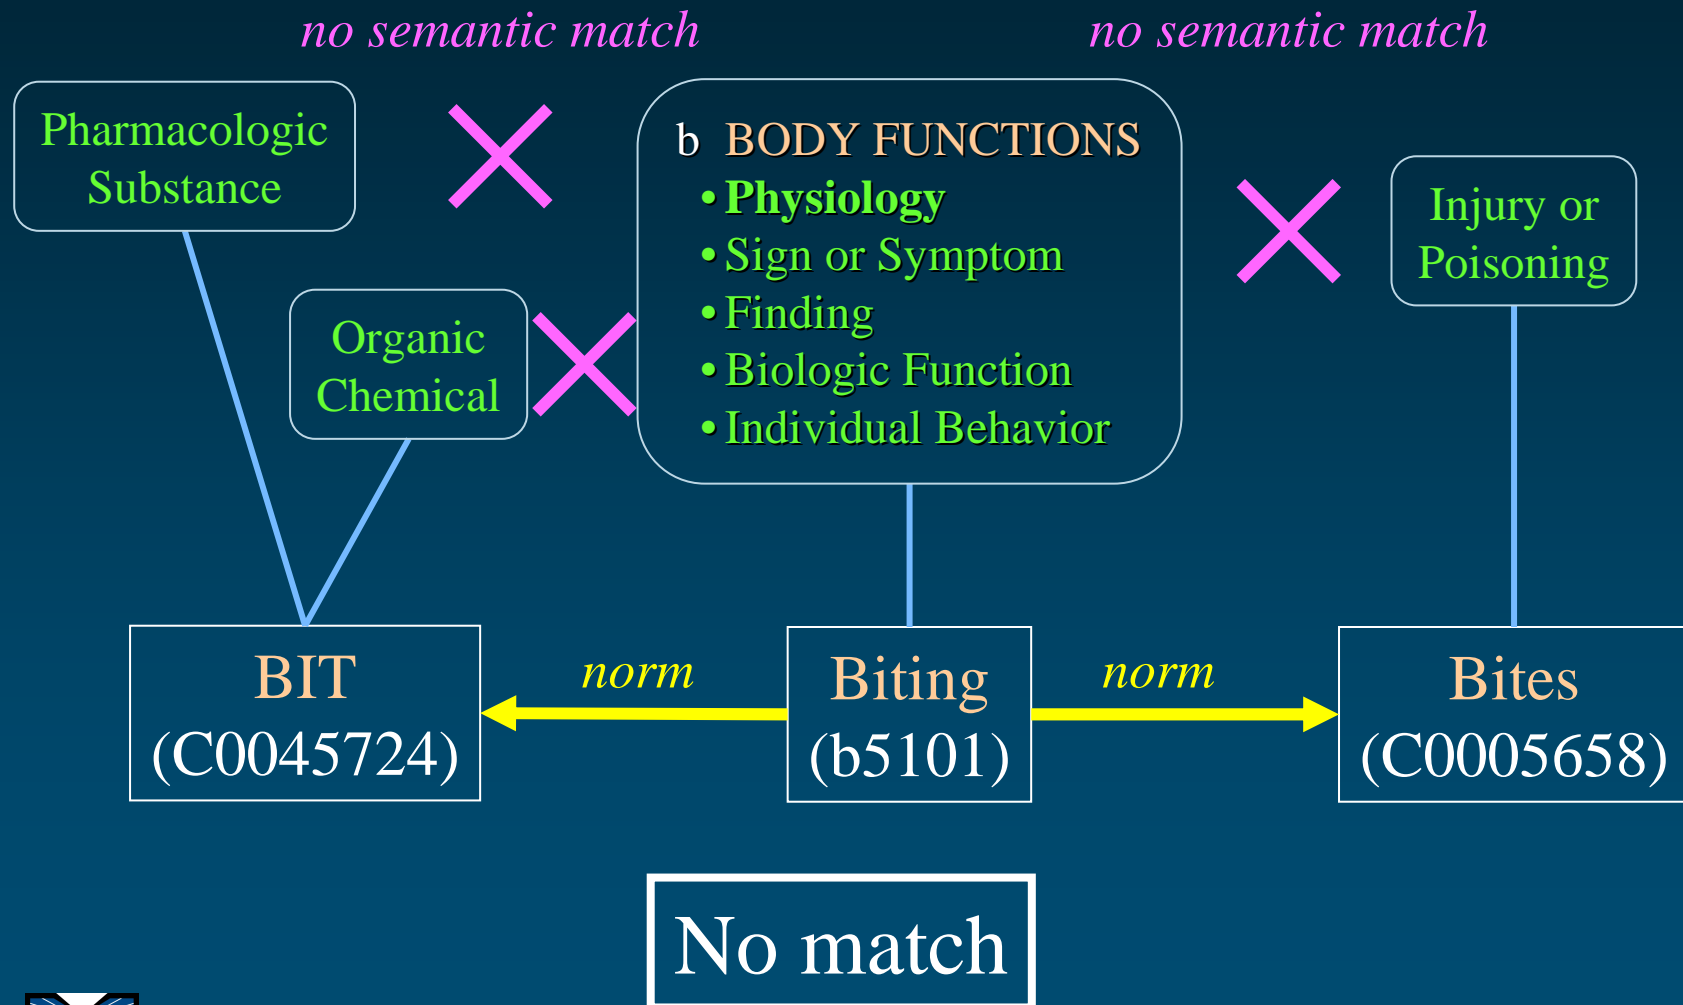 no semantic match
no semantic match
Pharmacologic
Substance
Organic
Chemical
b BODY FUNCTIONS
• Physiology
• Sign or Symptom
• Finding
• Biologic Function
• Individual Behavior
Injury or
Poisoning
BIT
(C0045724)
norm
Biting
(b5101)
norm
Bites
(C0005658)
No match